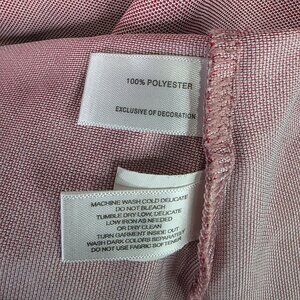 100% POLYESTER
EXCLUSIVE OF DECORATION
MACHINE WASH COLD DELICATE
DO NOT BLEACH
TUMBLE DRY LOW, DELICATE
LOW IRON AS NEEDED
OR DRY CLEAN
TURN GARMENT INSIDE OUT
WASH DARK COLORS SEPARATELY
DO NOT USE FABRIC SOFTENER